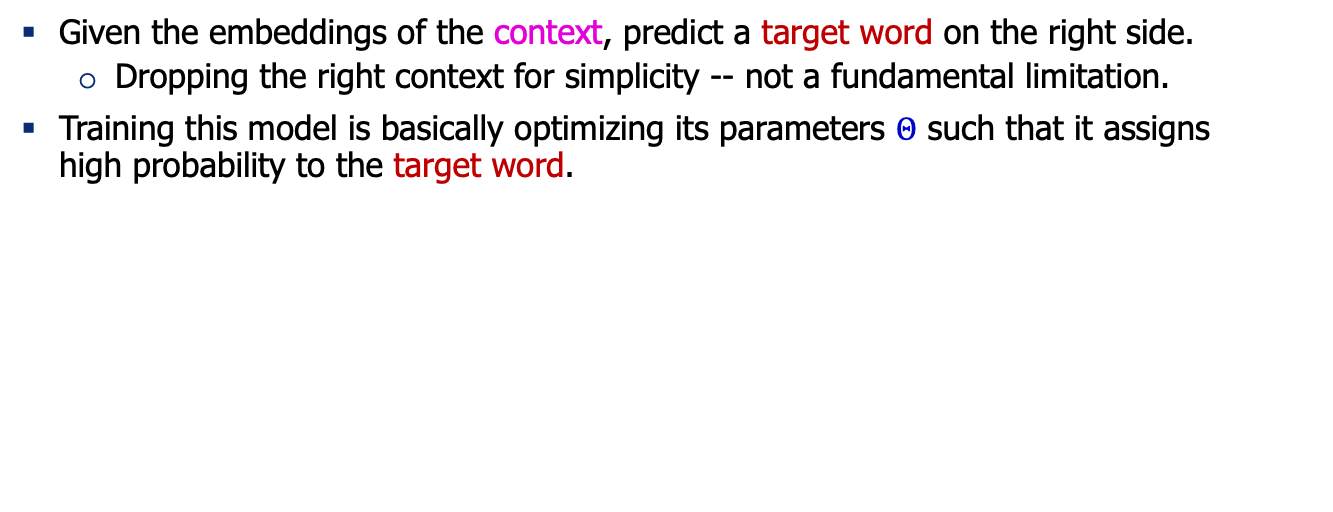 ▪ Given the embeddings of the context, predict a target word on the right side.
○ Dropping the right context for simplicity -- not a fundamental limitation.
▪ Training this model is basically optimizing its parameters Θ such that it assigns
high probability to the target word.